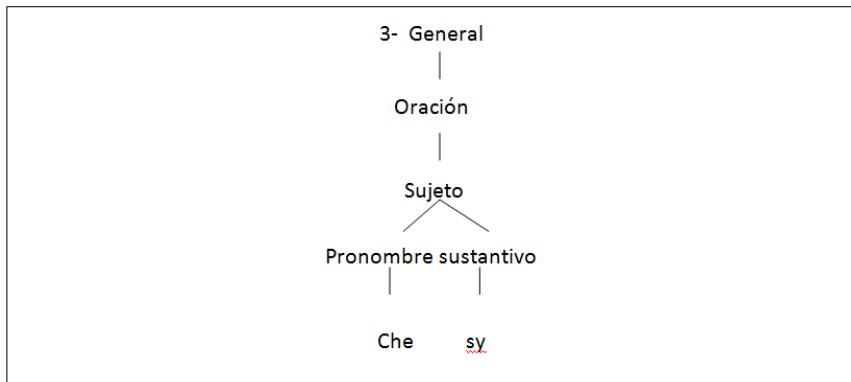 3- General
Oración
Sujeto
Pronombre sustantivo
Che sy